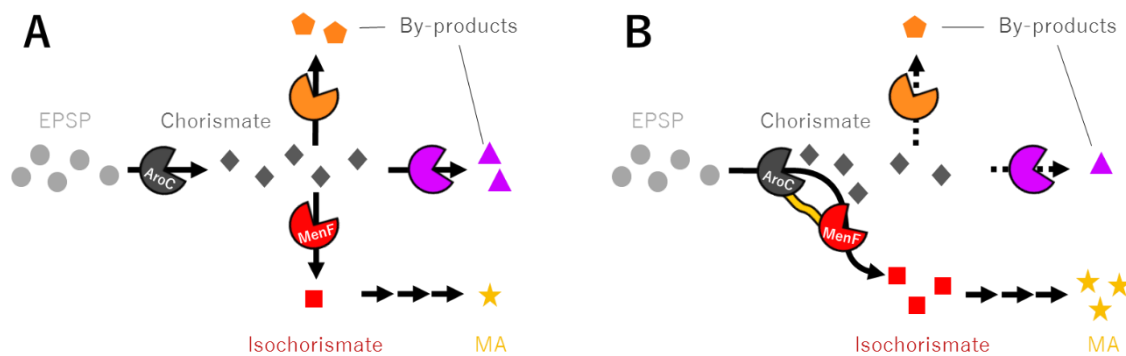 A
By-products
EPSP
Chorismate
AroC
MenF
Isochorismate
MA
B
By-products
EPSP
Chorismate
AroC
MenF
Isochorismate
MA